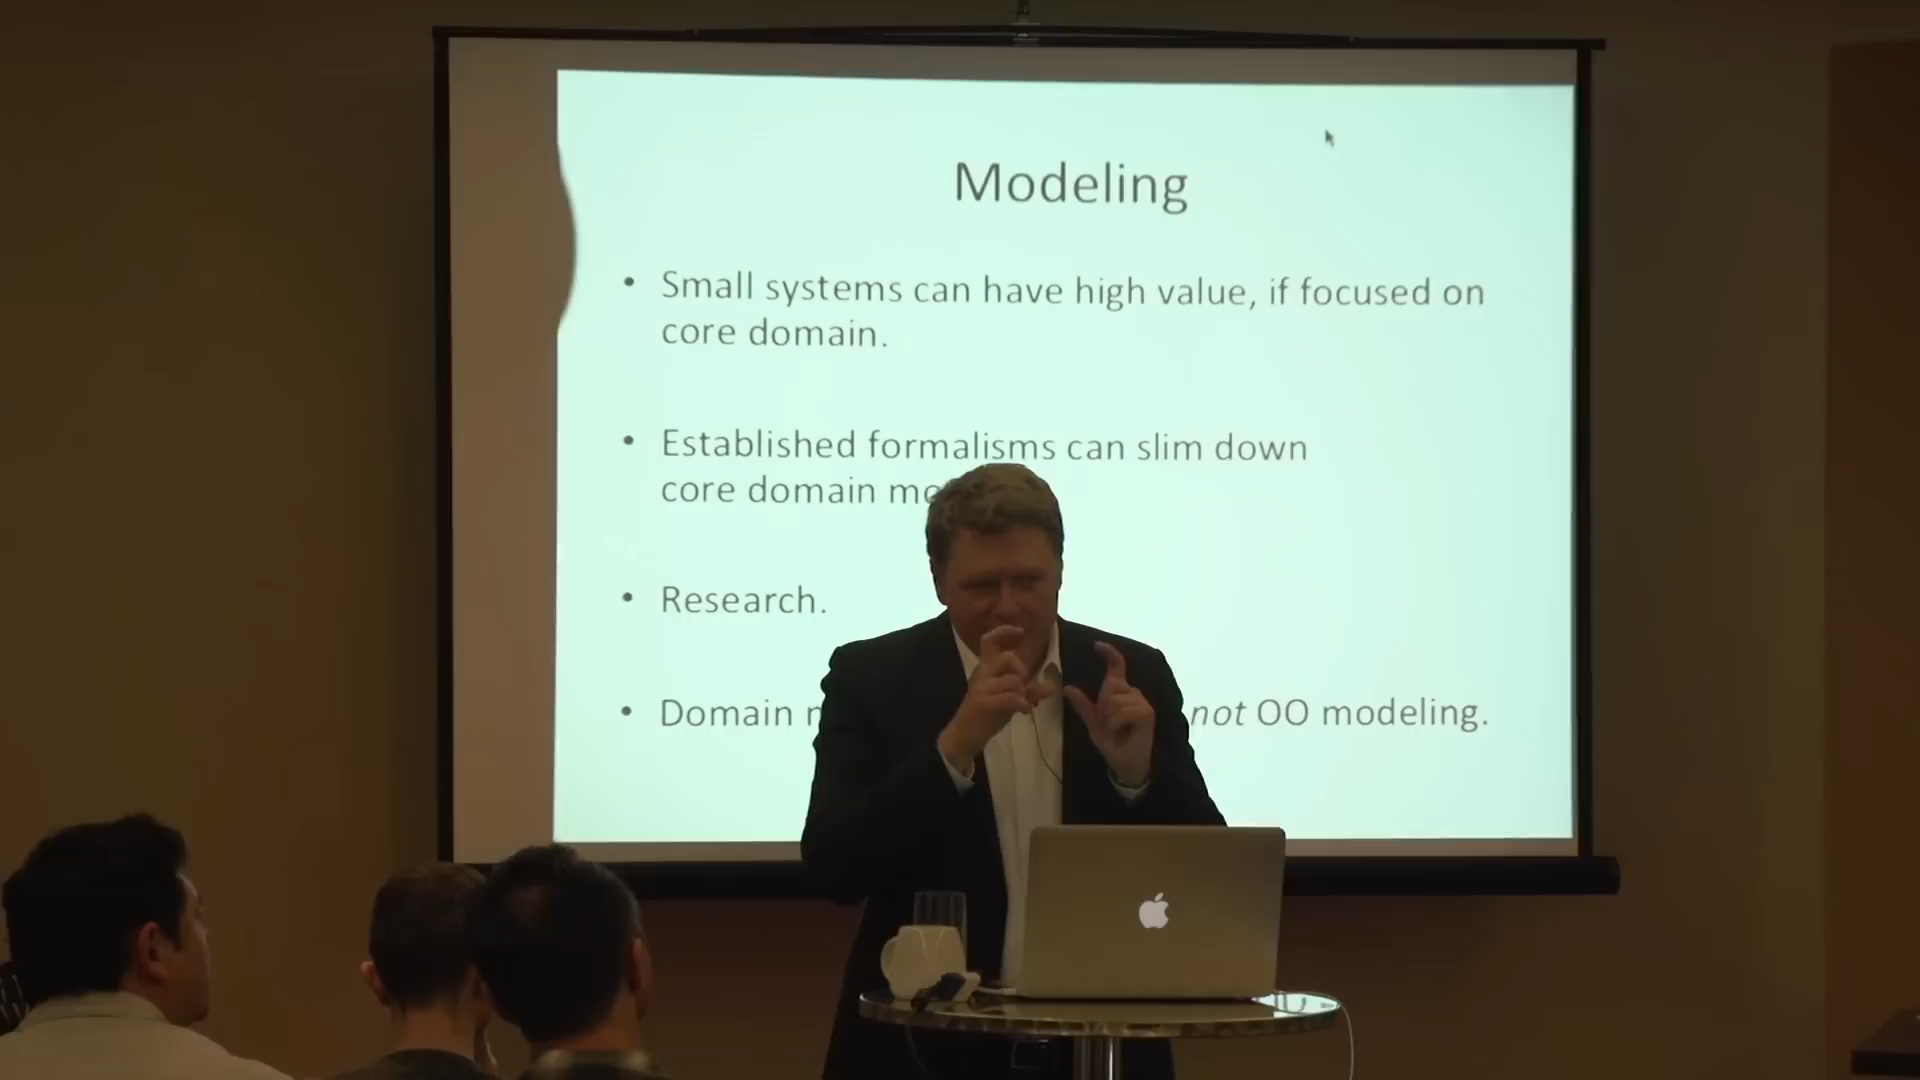 Modeling
• Small systems can have high value, if focused on
core domain.
• Established formalisms can slim down
core domain
• Research.
• Domain not OO modeling.